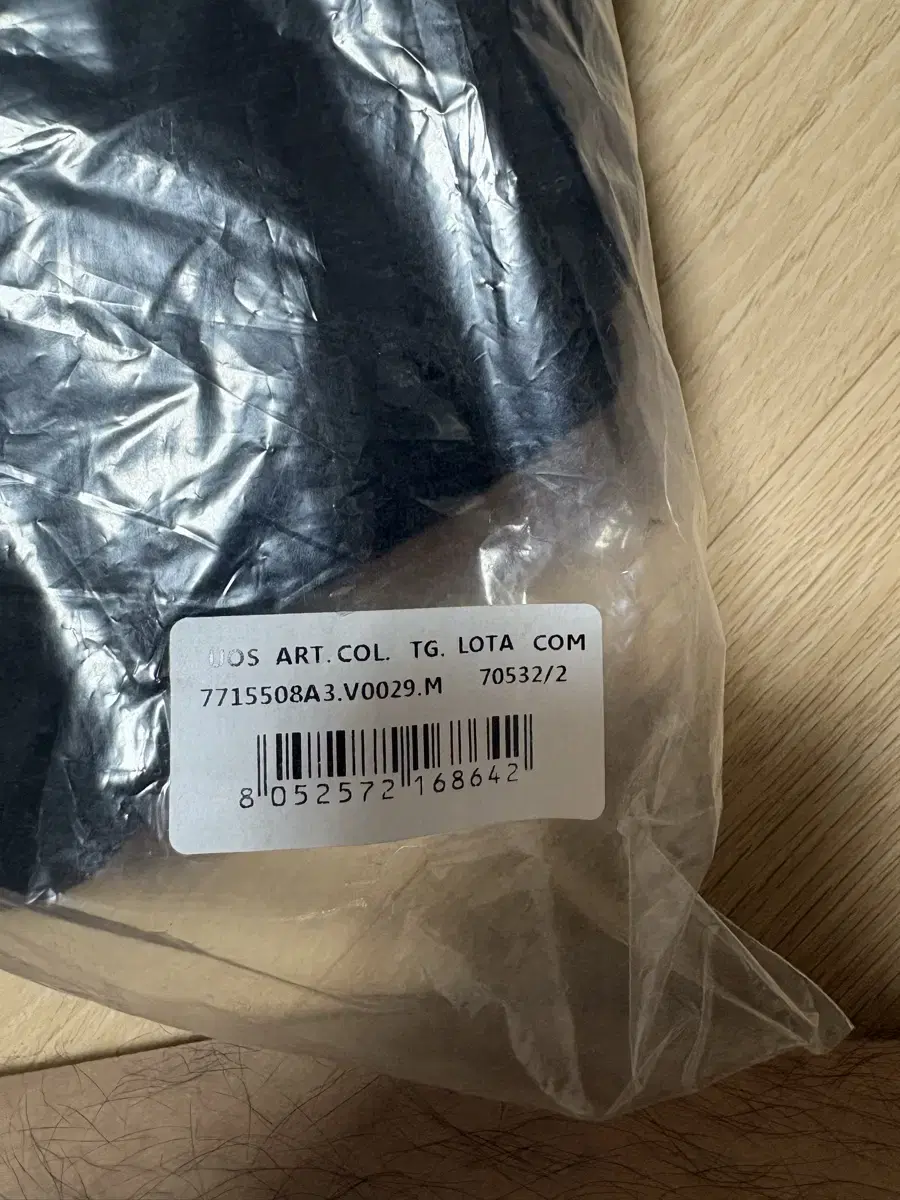 UOS ART.COL. TG. LOTA COM
7715508A3.V0029.M 70532/2
8 052572 168642